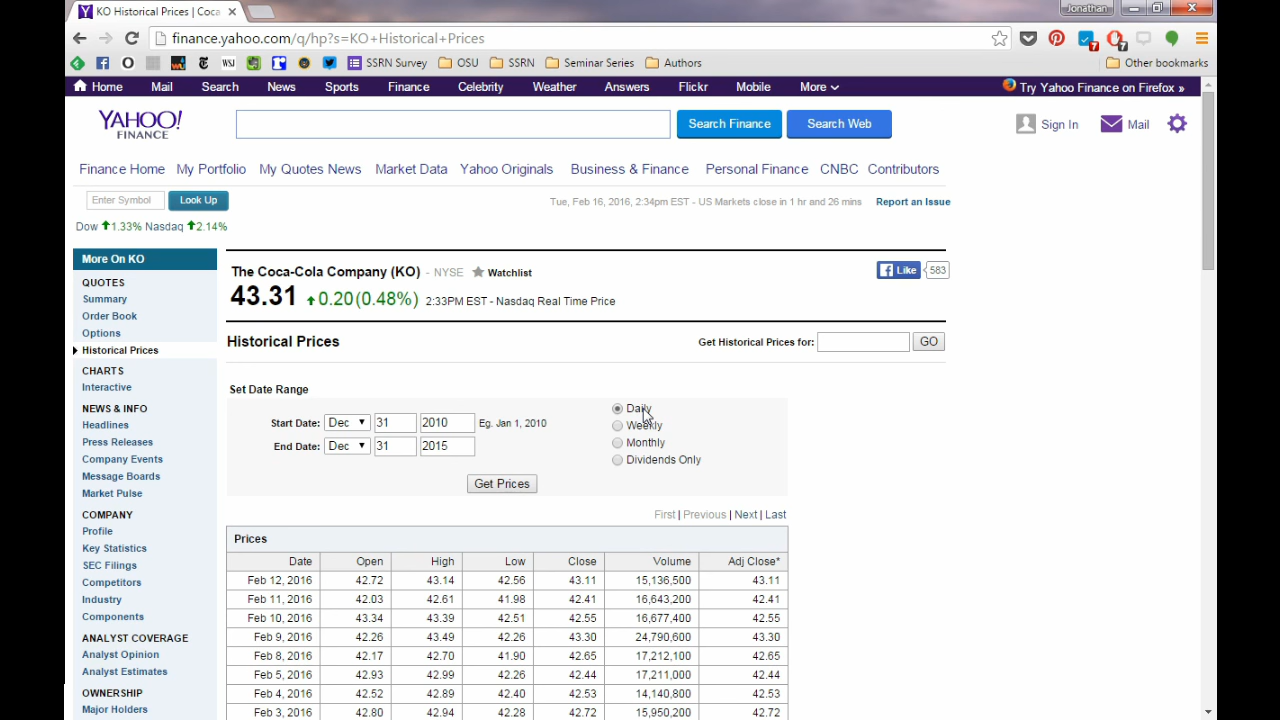 KO Historical Prices | Coca
Jonathan
finance.yahoo.com/q/hp?s=KO+Historical+Prices
7
7
WSJ
SSRN Survey
OSU
SSRN
Seminar Series
Authors
Other bookmarks
Home Mail Search News Sports Finance Celebrity Weather Answers Flickr Mobile More
Try Yahoo Finance on Firefox »
YAHOO!
FINANCE
Search Finance
Search Web
Sign In
Mail
Finance Home My Portfolio My Quotes News Market Data Yahoo Originals Business & Finance Personal Finance CNBC Contributors
Enter Symbol
Look Up
Tue, Feb 16, 2016, 2:34pm EST - US Markets close in 1 hr and 26 mins
Report an Issue
Dow 1.33% Nasdaq 2.14%
More On KO
QUOTES
Summary
Order Book
Options
Historical Prices
CHARTS
Interactive
NEWS & INFO
Headlines
Press Releases
Company Events
Message Boards
Market Pulse
COMPANY
Profile
Key Statistics
SEC Filings
Competitors
Industry
Components
ANALYST COVERAGE
Analyst Opinion
Analyst Estimates
OWNERSHIP
Major Holders
The Coca-Cola Company (KO) - NYSE Watchlist
Like 583
43.31 0.20(0.48%) 2:33PM EST - Nasdaq Real Time Price
Historical Prices
Get Historical Prices for: GO
Set Date Range
Start Date: Dec 31 2010 Eg. Jan 1, 2010
End Date: Dec 31 2015
Daily
Weekly
Monthly
Dividends Only
Get Prices
First | Previous | Next | Last
Prices
Date Open High Low Close Volume Adj Close*
Feb 12, 2016 42.72 43.14 42.56 43.11 15,136,500 43.11
Feb 11, 2016 42.03 42.61 41.98 42.41 16,643,200 42.41
Feb 10, 2016 43.34 43.39 42.51 42.55 16,677,400 42.55
Feb 9, 2016 42.26 43.49 42.26 43.30 24,790,600 43.30
Feb 8, 2016 42.17 42.70 41.90 42.65 17,212,100 42.65
Feb 5, 2016 42.93 42.99 42.26 42.44 17,211,000 42.44
Feb 4, 2016 42.52 42.89 42.40 42.53 14,140,800 42.53
Feb 3, 2016 42.80 42.94 42.28 42.72 15,950,200 42.72